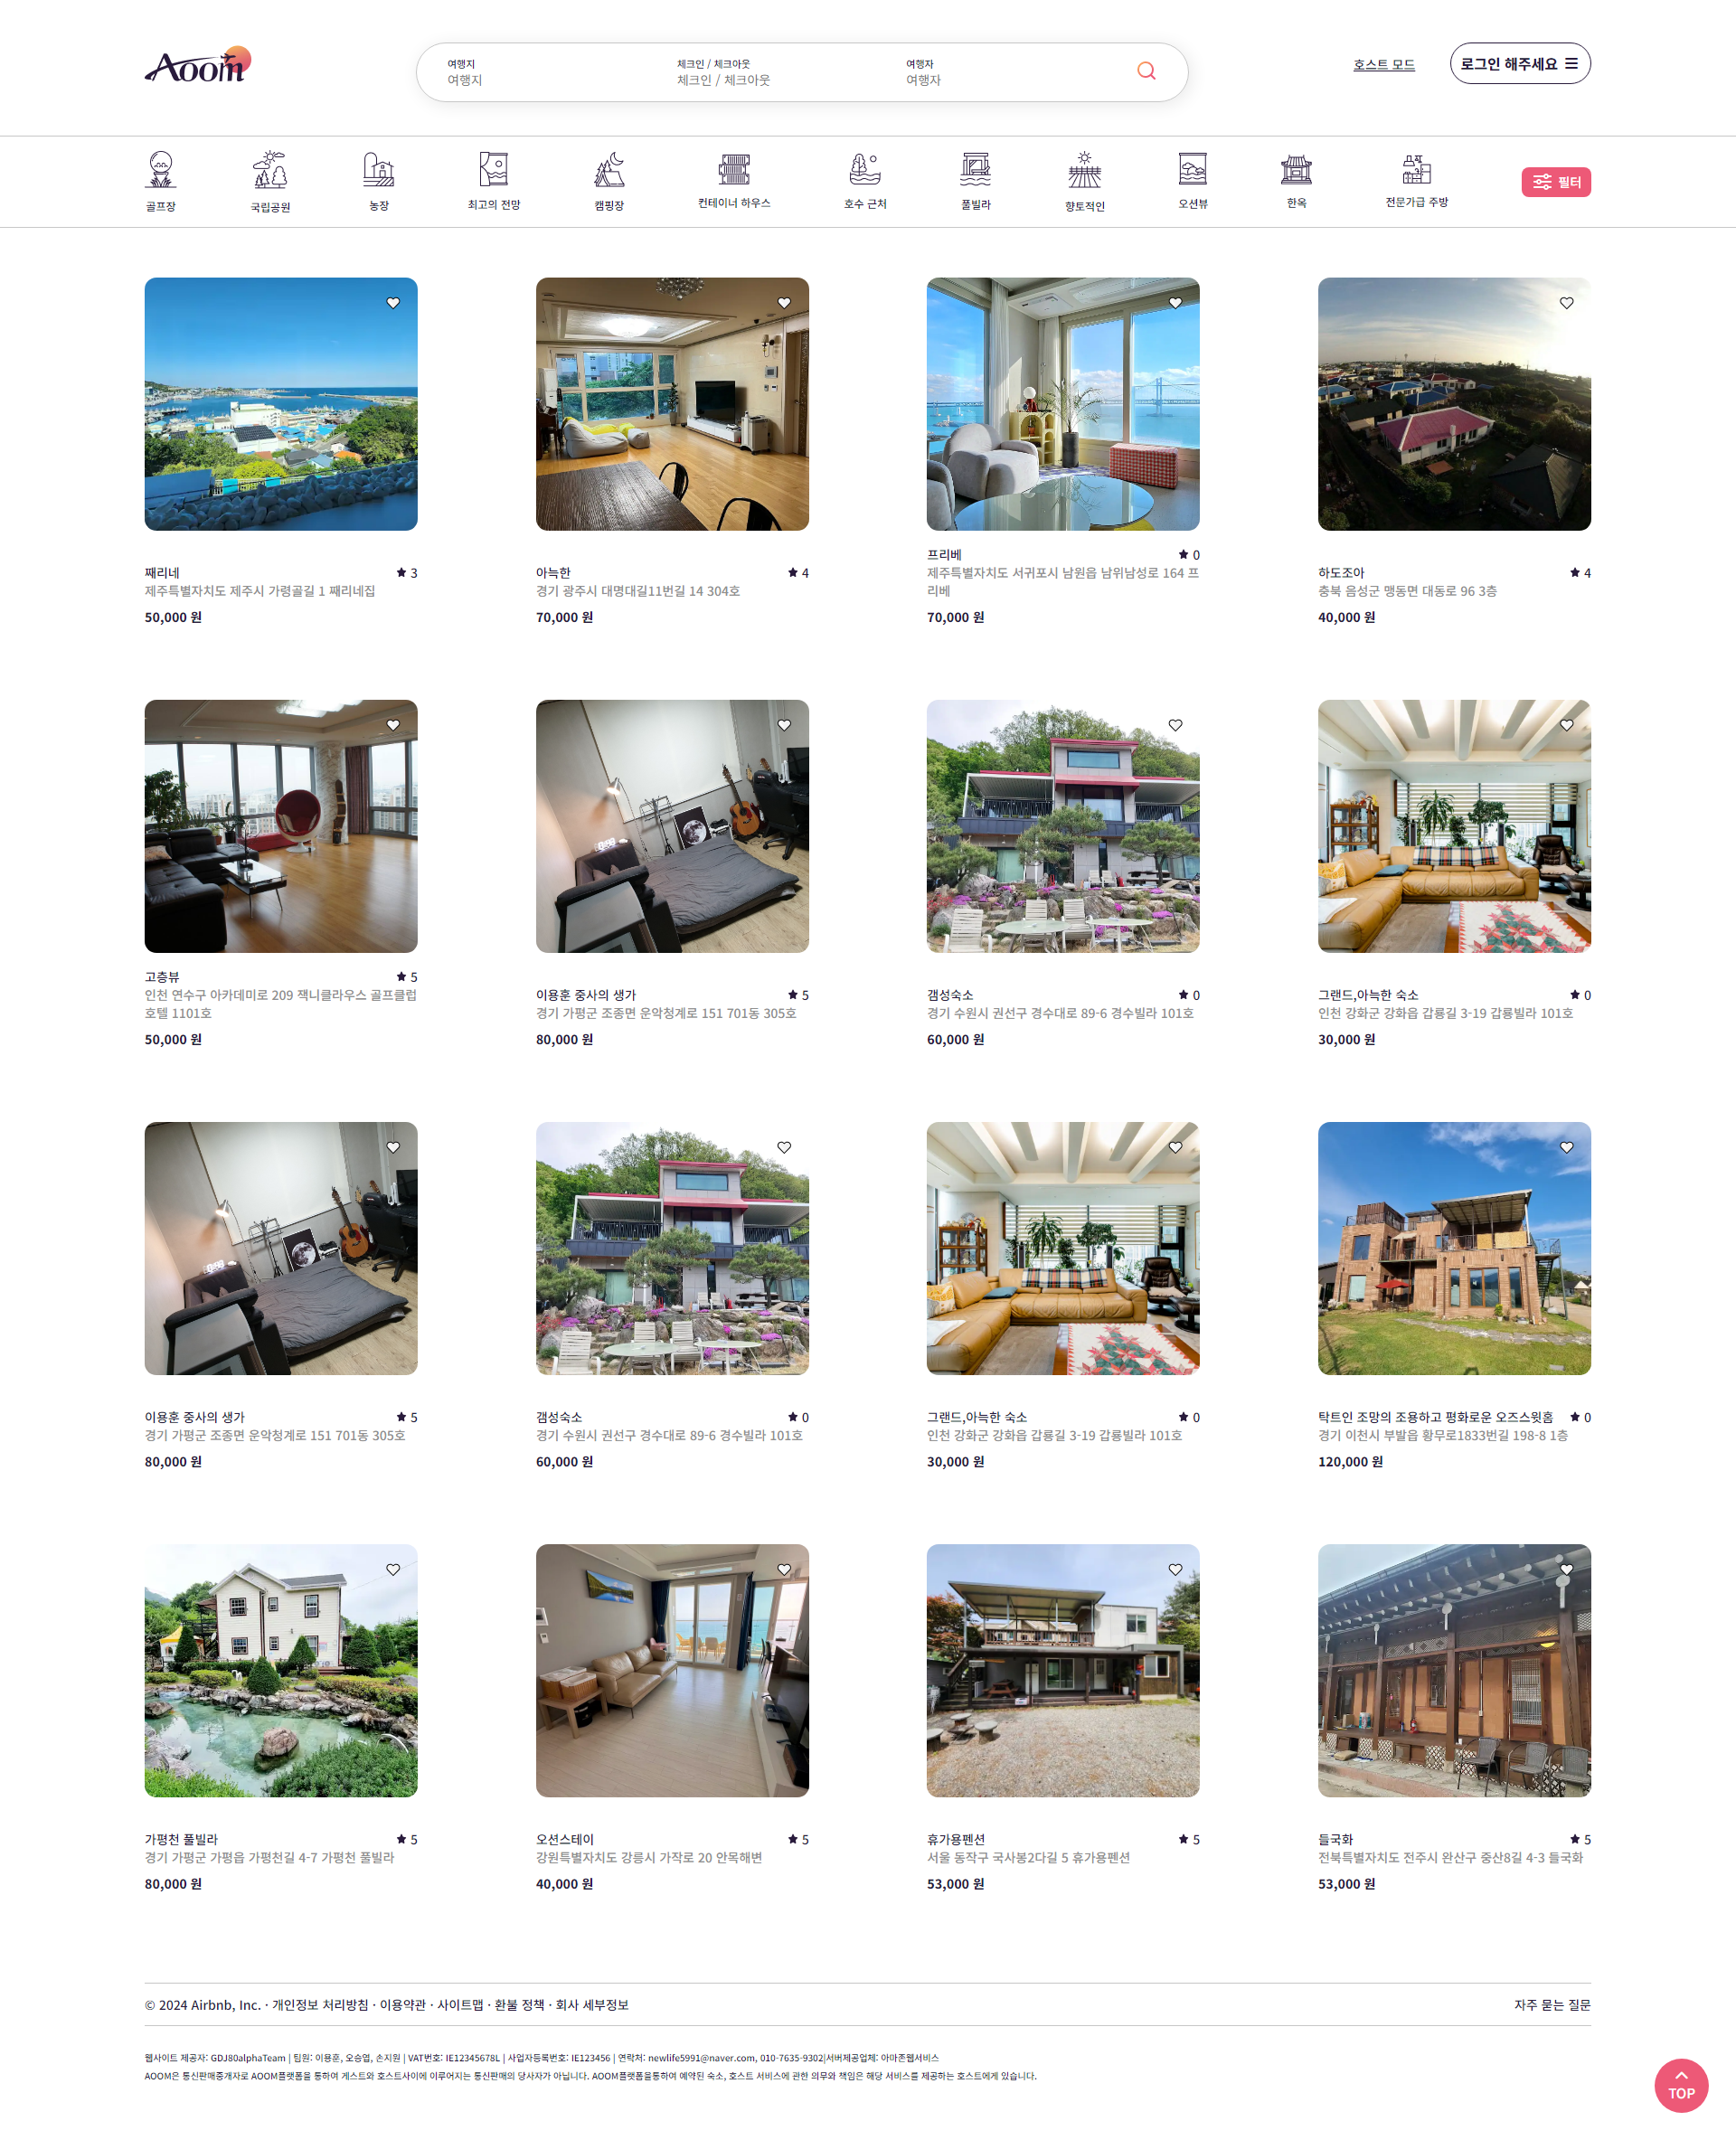 Aoom
여행지
여행지
체크인 / 체크아웃
체크인 / 체크아웃
여행자
여행자
호스트 모드
로그인 해주세요
골프장
국립공원
농장
최고의 전망
캠핑장
컨테이너 하우스
호수 근처
풀빌라
향토적인
오션뷰
한옥
전문가급 주방
필터
째리네 3
제주특별자치도 제주시 가령골길 1 째리네집
50,000 원
아늑한 4
경기 광주시 대명대길11번길 14 304호
70,000 원
프리베 0
제주특별자치도 서귀포시 남원읍 남위남성로 164 프
리베
70,000 원
하도조아 4
충북 음성군 맹동면 대동로 96 3층
40,000 원
고층뷰 5
인천 연수구 아카데미로 209 잭니클라우스 골프클럽
호텔 1101호
50,000 원
이용훈 중사의 생가 5
경기 가평군 조종면 운악청계로 151 701동 305호
80,000 원
갬성숙소 0
경기 수원시 권선구 경수대로 89-6 경수빌라 101호
60,000 원
그랜드,아늑한 숙소 0
인천 강화군 강화읍 갑룡길 3-19 갑룡빌라 101호
30,000 원
이용훈 중사의 생가 5
경기 가평군 조종면 운악청계로 151 701동 305호
80,000 원
갬성숙소 0
경기 수원시 권선구 경수대로 89-6 경수빌라 101호
60,000 원
그랜드,아늑한 숙소 0
인천 강화군 강화읍 갑룡길 3-19 갑룡빌라 101호
30,000 원
탁트인 조망의 조용하고 평화로운 오즈스윗홈 0
경기 이천시 부발읍 황무로1833번길 198-8 1층
120,000 원
가평천 풀빌라 5
경기 가평군 가평읍 가평천길 4-7 가평천 풀빌라
80,000 원
오션스테이 5
강원특별자치도 강릉시 가작로 20 안목해변
40,000 원
휴가용펜션 5
서울 동작구 국사봉2다길 5 휴가용펜션
53,000 원
들국화 5
전북특별자치도 전주시 완산구 중산8길 4-3 들국화
53,000 원
© 2024 Airbnb, Inc. · 개인정보 처리방침 · 이용약관 · 사이트맵 · 환불 정책 · 회사 세부정보
자주 묻는 질문
웹사이트 제공자: GDJ80alphaTeam | 팀원: 이용훈, 오승엽, 손지원 | VAT번호: IE12345678L | 사업자등록번호: IE123456 | 연락처: newlife5991@naver.com, 010-7635-9302|서버제공업체: 아마존웹서비스
AOOM은 통신판매중개자로 AOOM플랫폼을 통하여 게스트와 호스트사이에 이루어지는 통신판매의 당사자가 아닙니다. AOOM플랫폼을통하여 예약된 숙소, 호스트 서비스에 관한 의무와 책임은 해당 서비스를 제공하는 호스트에게 있습니다.
TOP